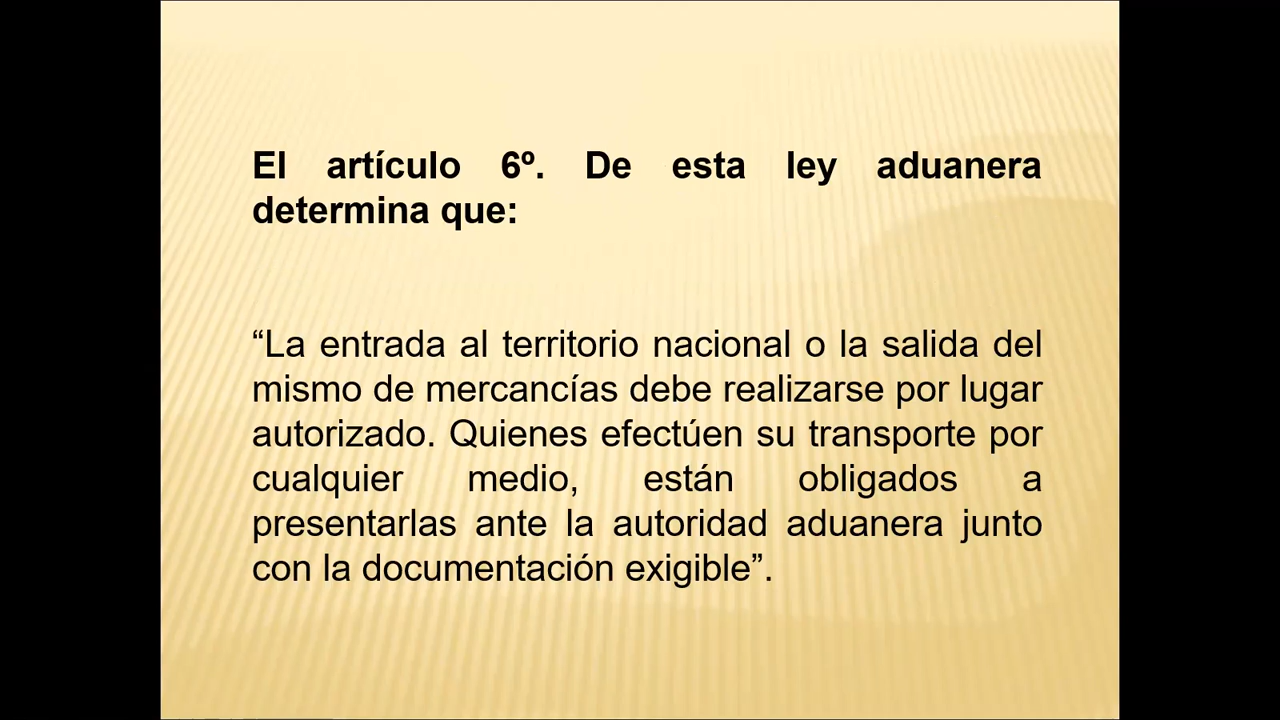 El artículo 6º. De esta ley aduanera
determina que:
“La entrada al territorio nacional o la salida del
mismo de mercancías debe realizarse por lugar
autorizado. Quienes efectúen su transporte por
cualquier medio, están obligados a
presentarlas ante la autoridad aduanera junto
con la documentación exigible”.